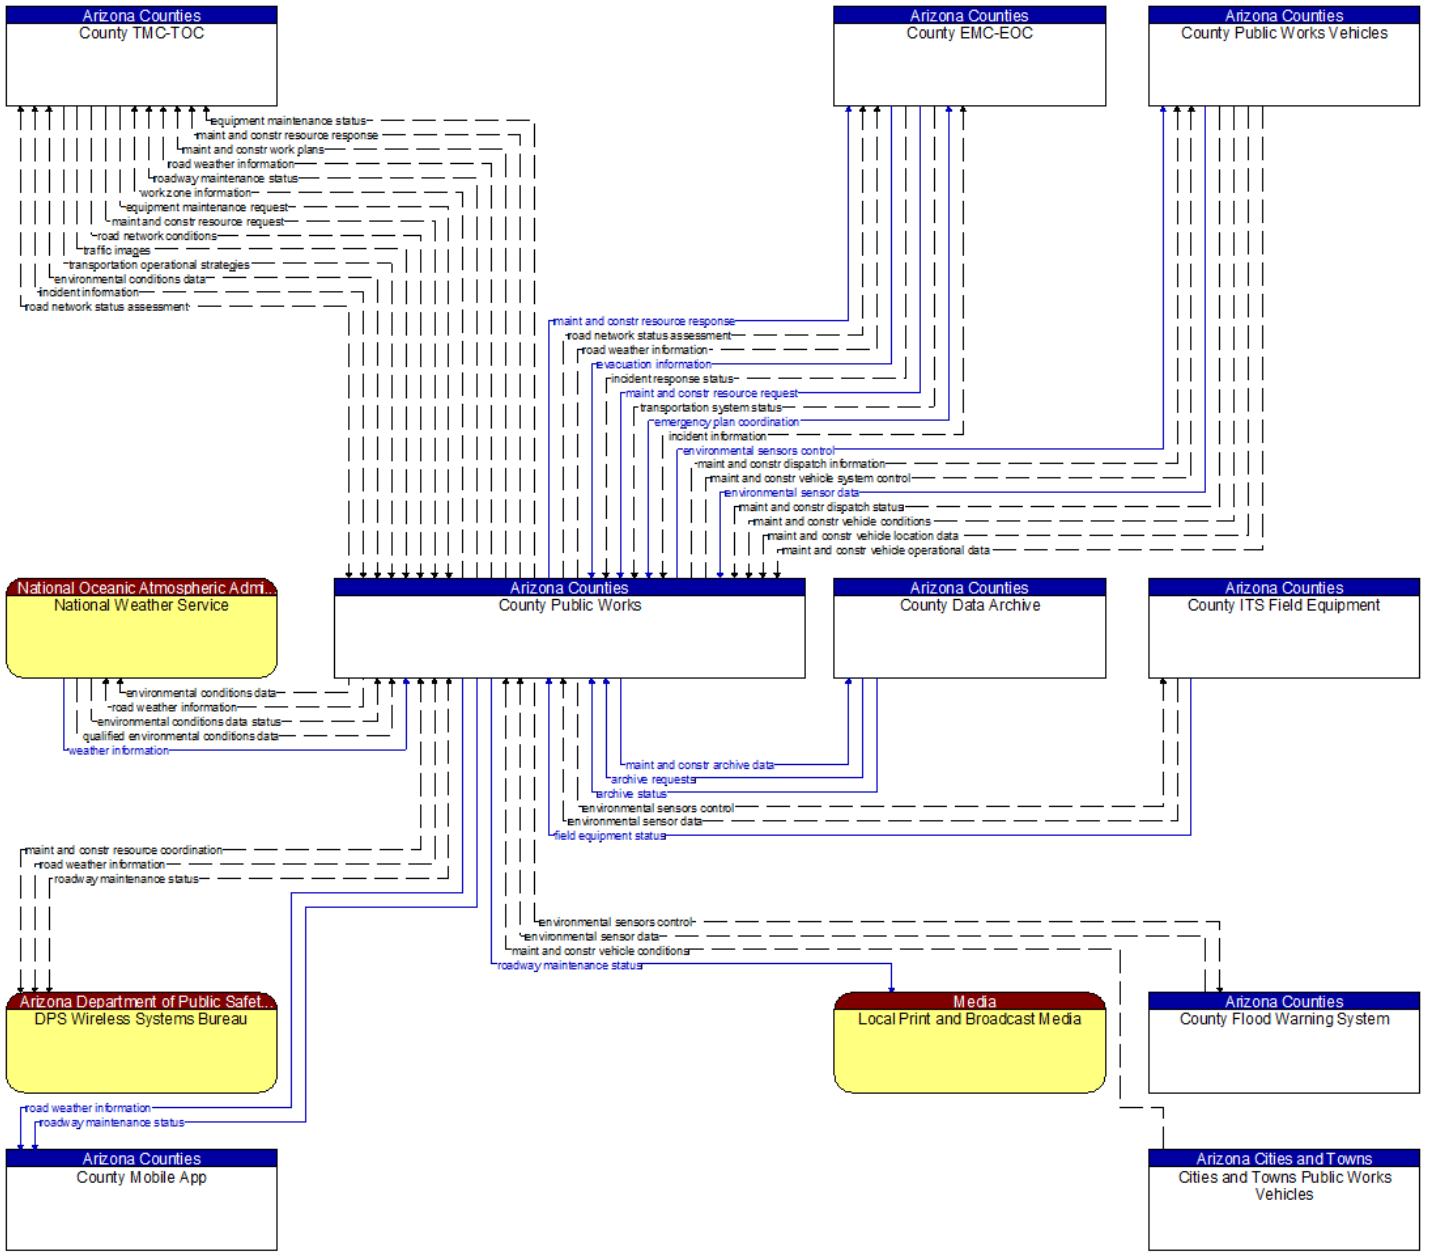 Arizona Counties
County TMC-TOC
Arizona Counties
County EMC-EOC
Arizona Counties
County Public Works Vehicles
equipment maintenance status
maint and constr resource response
maint and constr work plans
road weather information
roadway maintenance status
work zone information
equipment maintenance request
maint and constr resource request
road network conditions
traffic images
transportation operational strategies
environmental conditions data
incident information
road network status assessment
maint and constr resource response
road network status assessment
road weather information
evacuation information
incident response status
maint and constr resource request
transportation system status
emergency plan coordination
incident information
environmental sensors control
maint and constr dispatch information
maint and constr vehicle system control
environmental sensor data
maint and constr dispatch status
maint and constr vehicle conditions
maint and constr vehicle location data
maint and constr vehicle operational data
National Oceanic Atmospheric Admi...
National Weather Service
Arizona Counties
County Public Works
Arizona Counties
County Data Archive
Arizona Counties
County ITS Field Equipment
environmental conditions data
road weather information
environmental conditions data status
qualified environmental conditions data
weather information
maint and constr archive data
archive requests
archive status
environmental sensors control
environmental sensor data
field equipment status
maint and constr resource coordination
road weather information
roadway maintenance status
environmental sensors control
environmental sensor data
maint and constr vehicle conditions
roadway maintenance status
Arizona Department of Public Safet...
DPS Wireless Systems Bureau
Media
Local Print and Broadcast Media
Arizona Counties
County Flood Warning System
road weather information
roadway maintenance status
Arizona Counties
County Mobile App
Arizona Cities and Towns
Cities and Towns Public Works
Vehicles